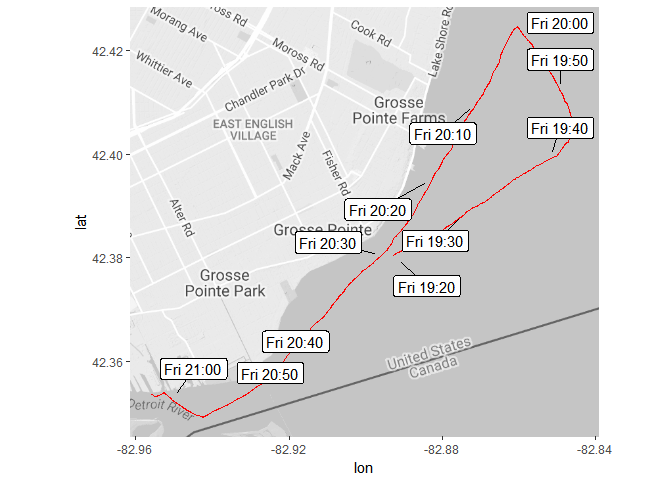 Morang Ave
ross Rd
Cook Rd
Lake Shore Rd
Fri 20:00
42.42
Moross Rd
Fri 19:50
Whittier Ave
Chandler Park Dr
Grosse
Pointe Farms
EAST ENGLISH
VILLAGE
Fri 20:10
Fri 19:40
Mack Ave
42.40
Fisher Rd
Alter Rd
Fri 20:20
lat
Grosse Pointe
Fri 20:30
Fri 19:30
42.38
Grosse
Pointe Park
Fri 19:20
Fri 20:40
United States
Canada
42.36
Fri 21:00
Fri 20:50
Detroit River
-82.96
-82.92
-82.88
-82.84
lon